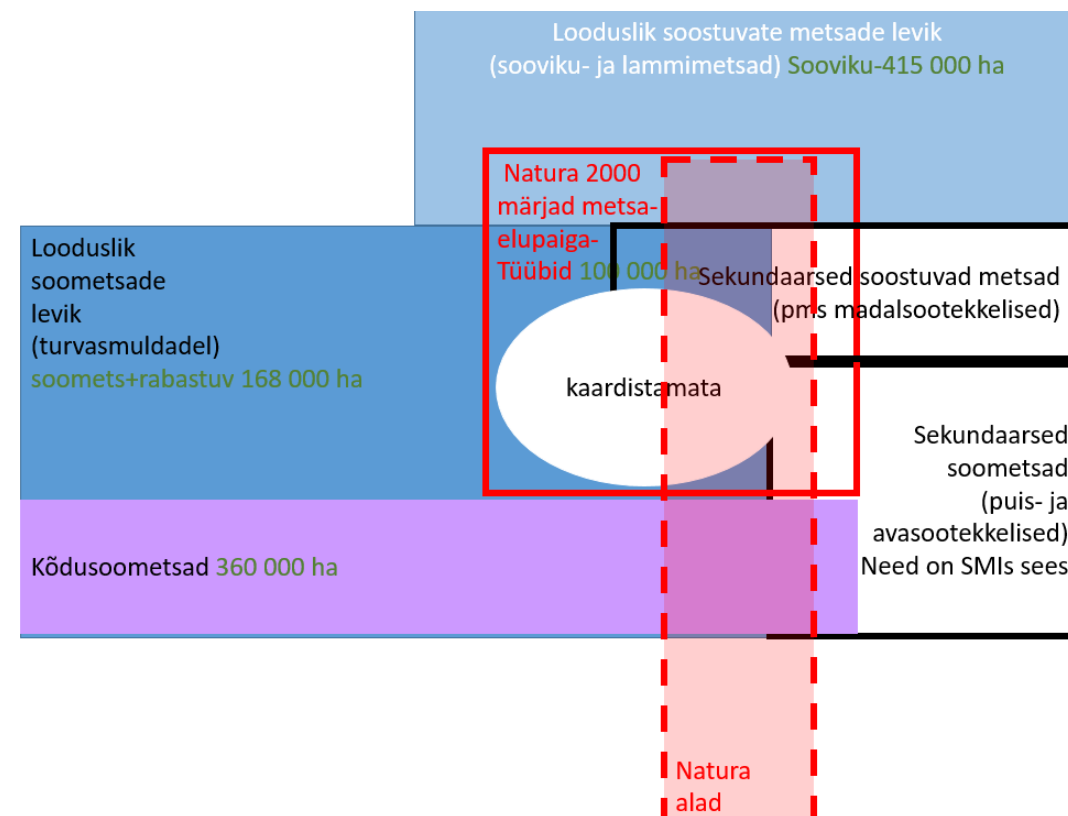 Looduslik soostuvate metsade levik
(sooviku- ja lammimetsad) Sooviku-415 000 ha
Natura 2000
märjad metsa-
elupaiga-
Tüübid 100 000 ha
Looduslik
soometsade
levik
(turvasmuldadel)
soomets+rabastuv 168 000 ha
Sekundaarsed soostuvad metsad
(pms madalsootekkelised)
kaardistamata
Sekundaarsed
soometsad
(puis- ja
avasootekkelised)
Need on SMIs sees
Kõdusoometsad 360 000 ha
Natura
alad